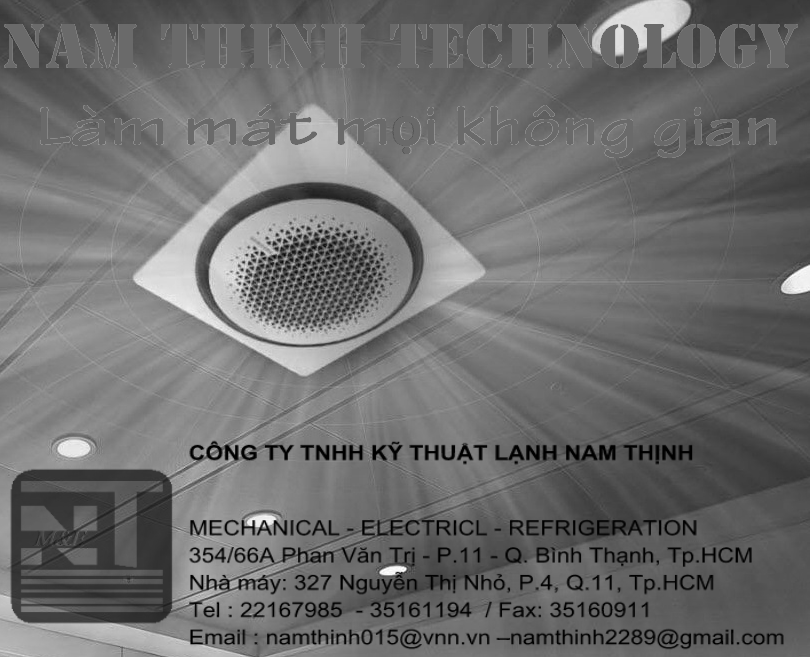 NAM THINH TECHNOLOGY
Làm mát mọi không gian
CÔNG TY TNHH KỸ THUẬT LẠNH NAM THỊNH
NT
M&E
MECHANICAL - ELECTRICL - REFRIGERATION
354/66A Phan Văn Trị - P.11 - Q. Bình Thạnh, Tp.HCM
Nhà máy: 327 Nguyễn Thị Nhỏ, P.4, Q.11, Tp.HCM
Tel : 22167985 - 35161194 / Fax: 35160911
Email : namthinh015@vnn.vn –namthinh2289@gmail.com